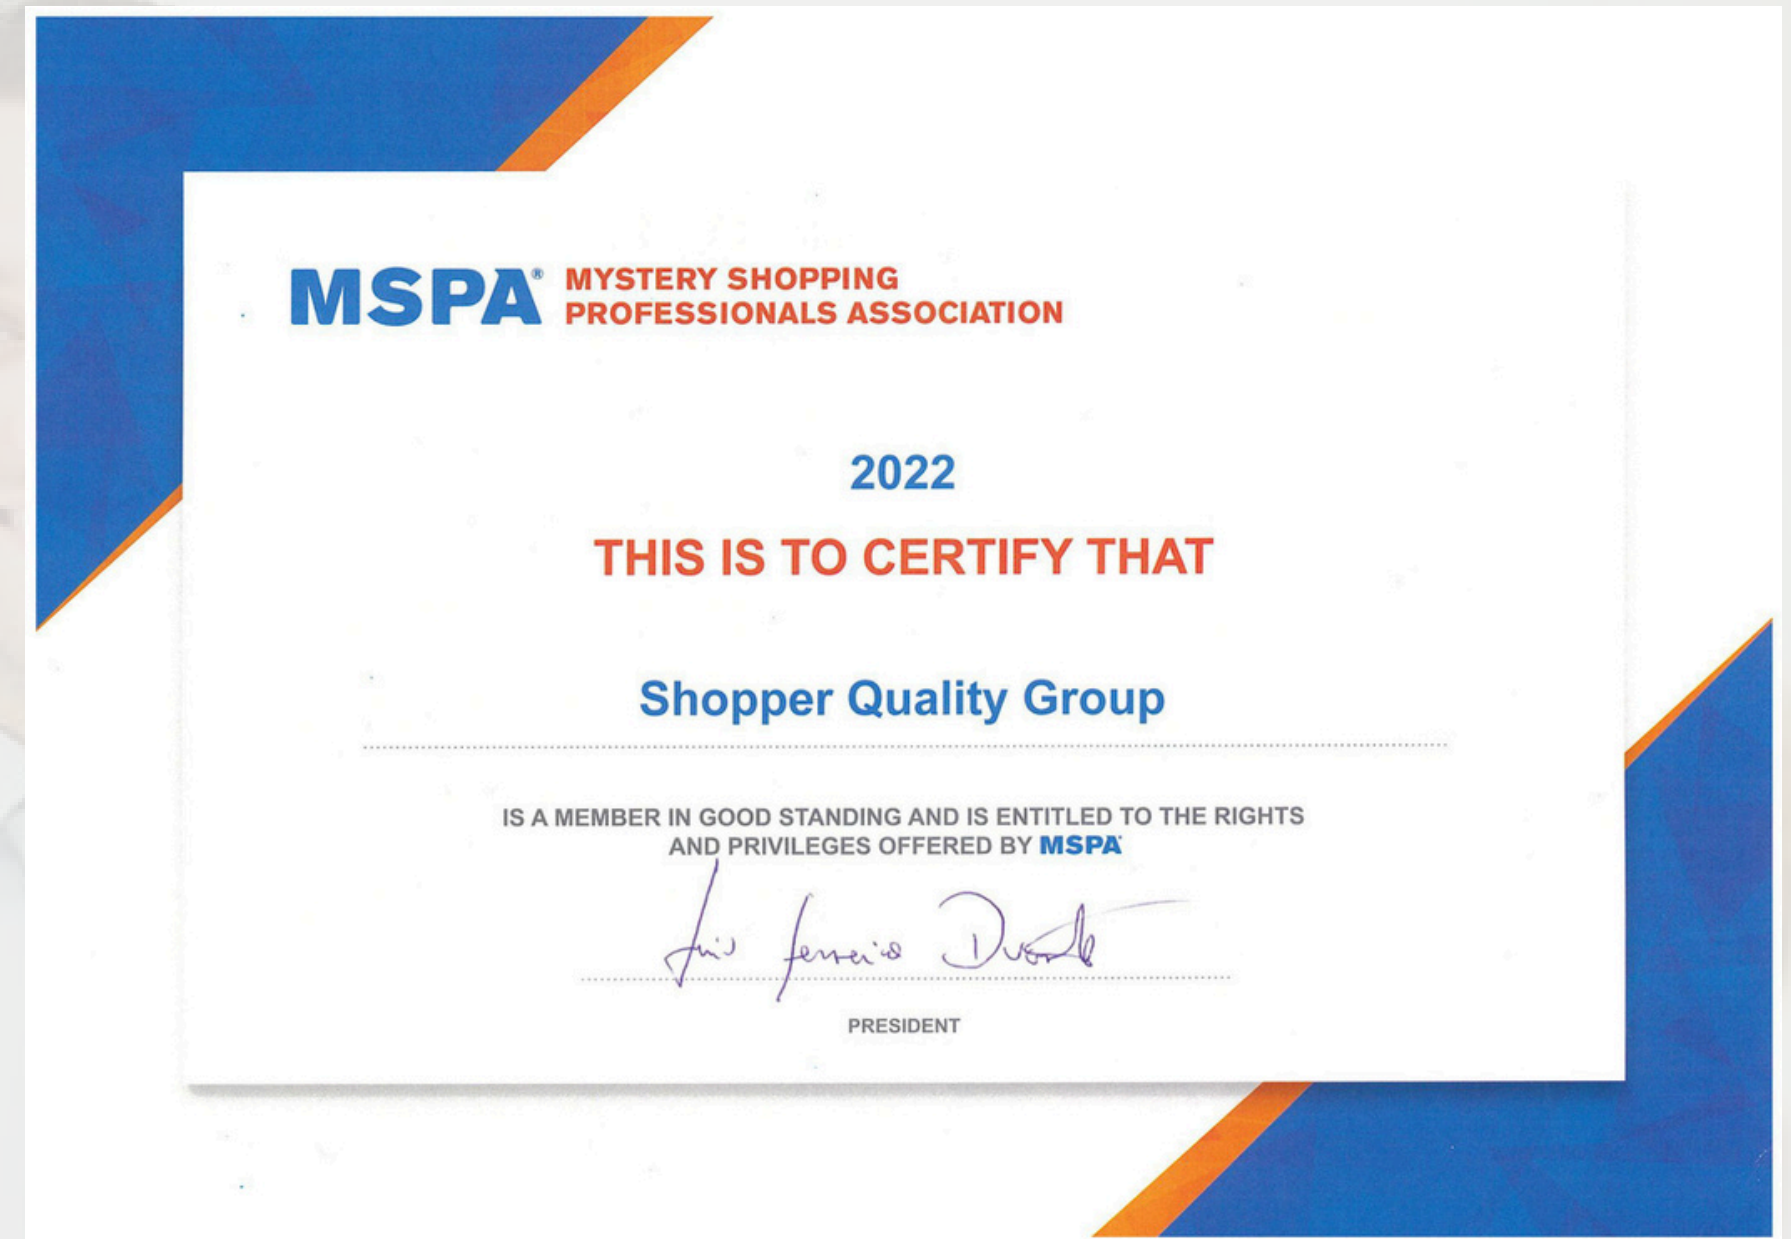 MSPA® MYSTERY SHOPPING
PROFESSIONALS ASSOCIATION
2022
THIS IS TO CERTIFY THAT
Shopper Quality Group
IS A MEMBER IN GOOD STANDING AND IS ENTITLED TO THE RIGHTS
AND PRIVILEGES OFFERED BY MSPA
Ferreira
PRESIDENT